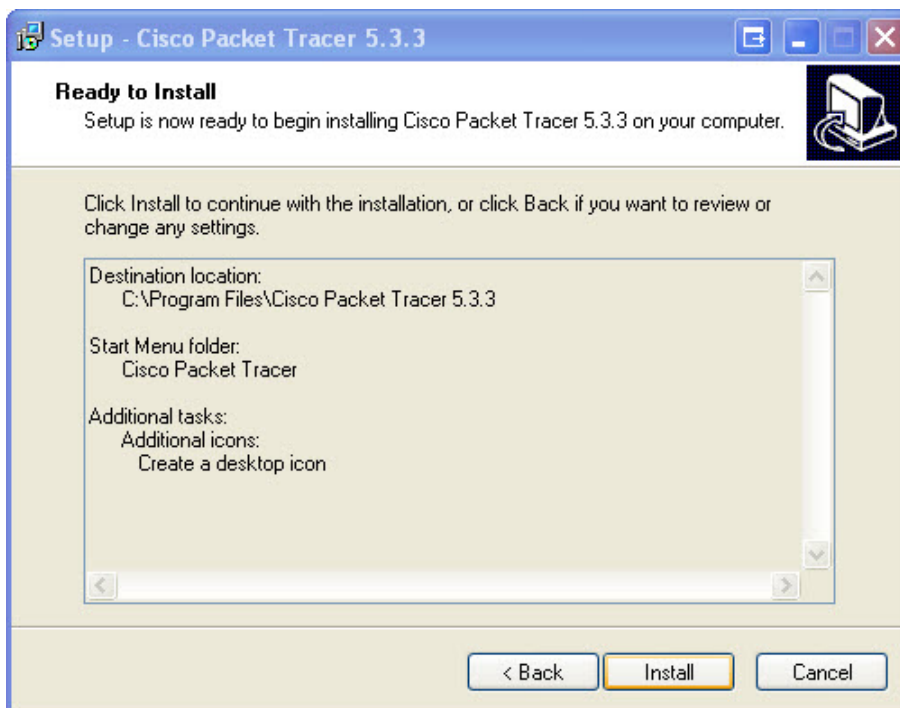 Setup - Cisco Packet Tracer 5.3.3
Ready to Install
Setup is now ready to begin installing Cisco Packet Tracer 5.3.3 on your computer.
Click Install to continue with the installation, or click Back if you want to review or
change any settings.
Destination location:
C:\Program Files\Cisco Packet Tracer 5.3.3
Start Menu folder:
Cisco Packet Tracer
Additional tasks:
Additional icons:
Create a desktop icon
< Back
Install
Cancel